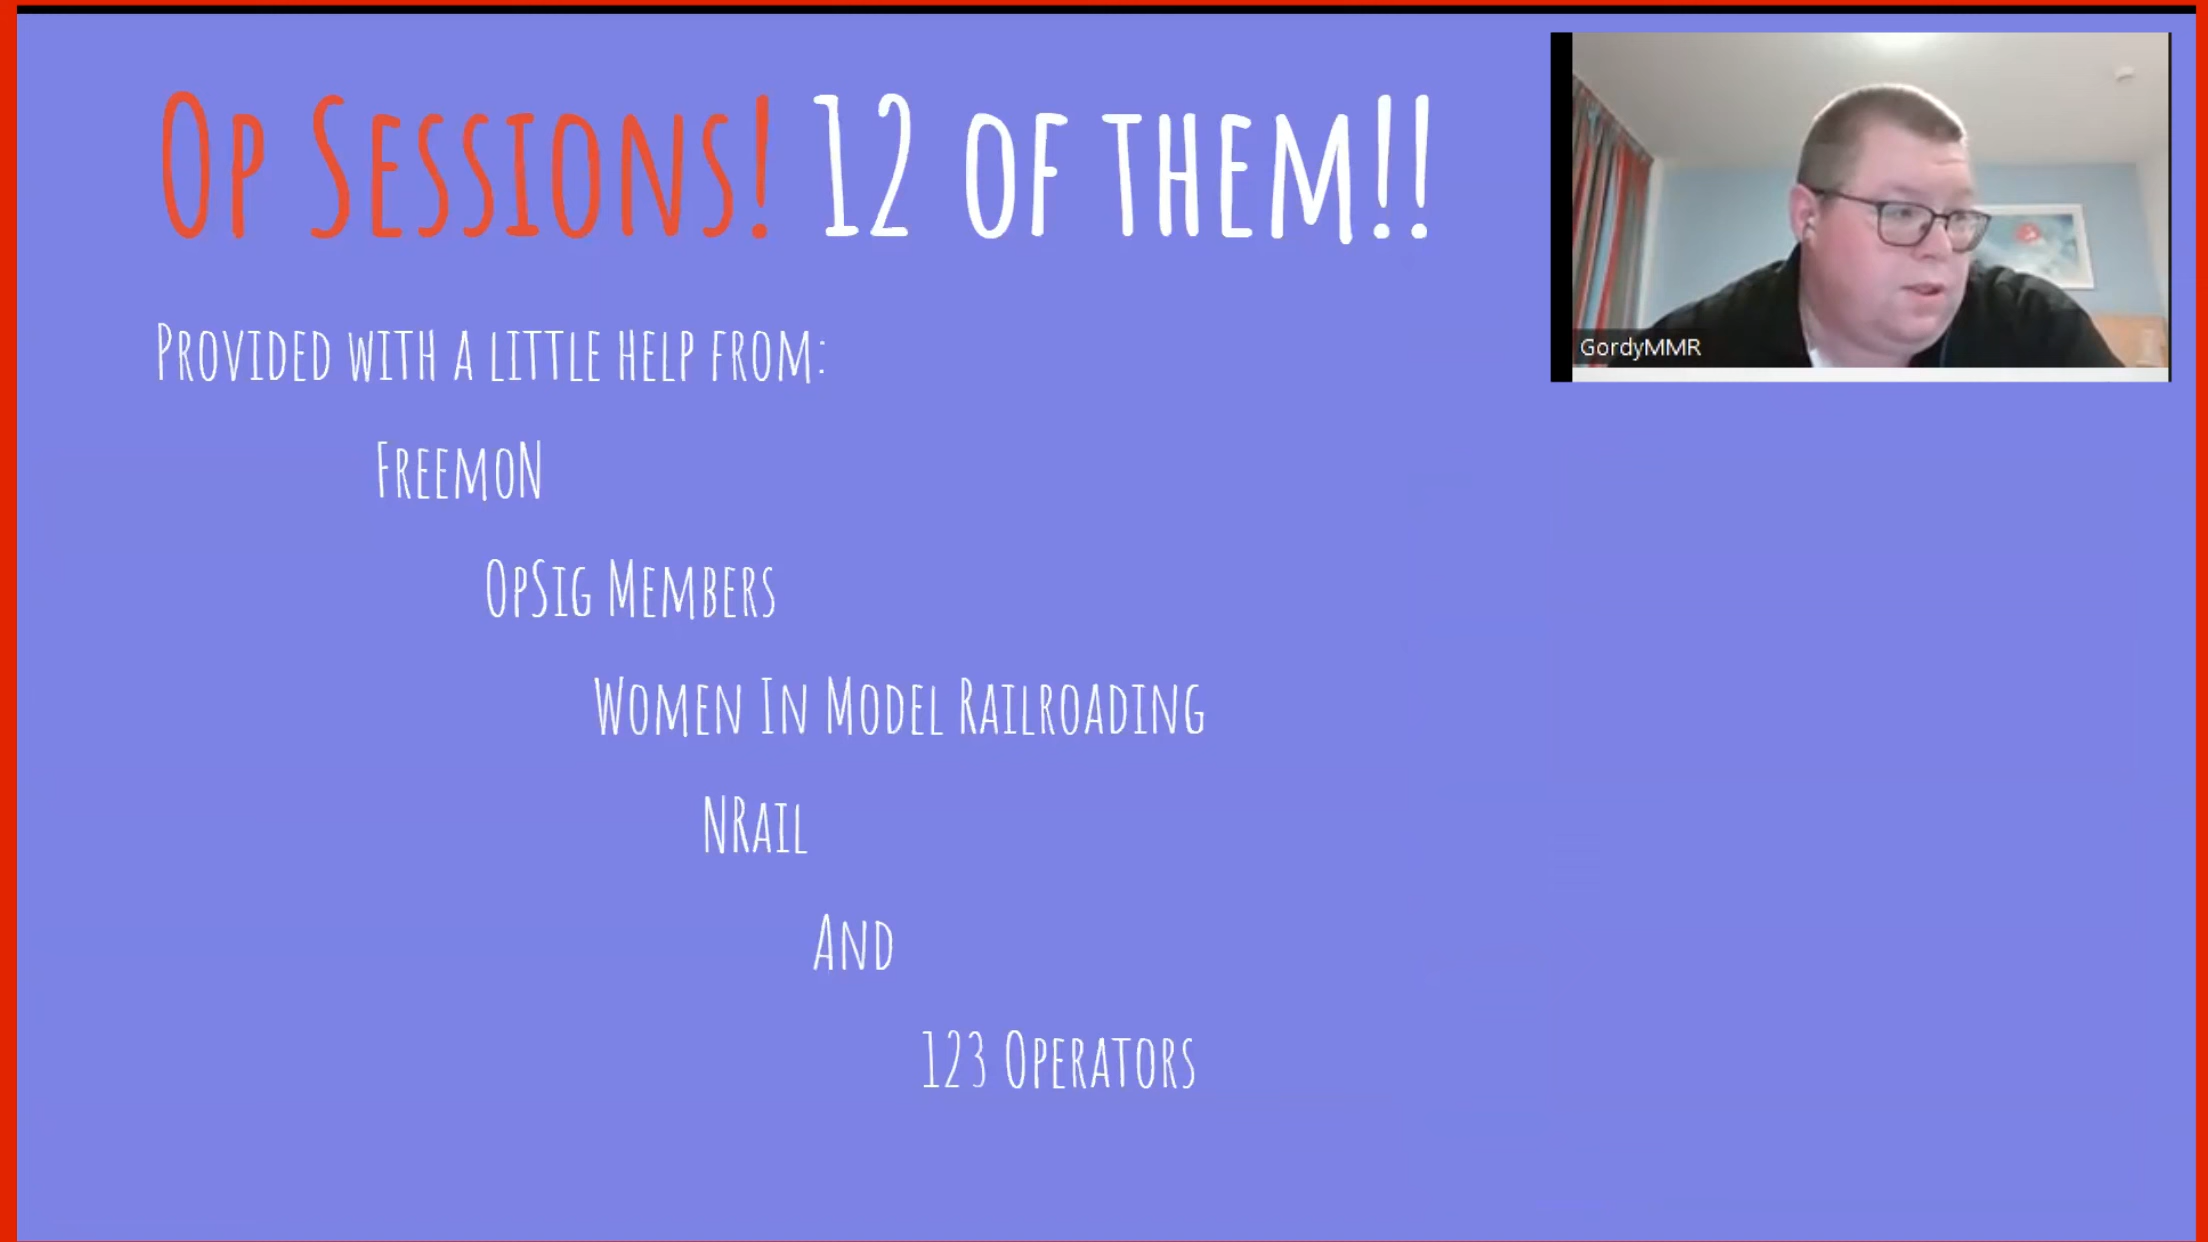 Op Sessions! 12 of them!!
Provided with a little help from:
FreemoN
OpSig Members
Women In Model Railroading
NRail
And
123 Operators
GordyMMR